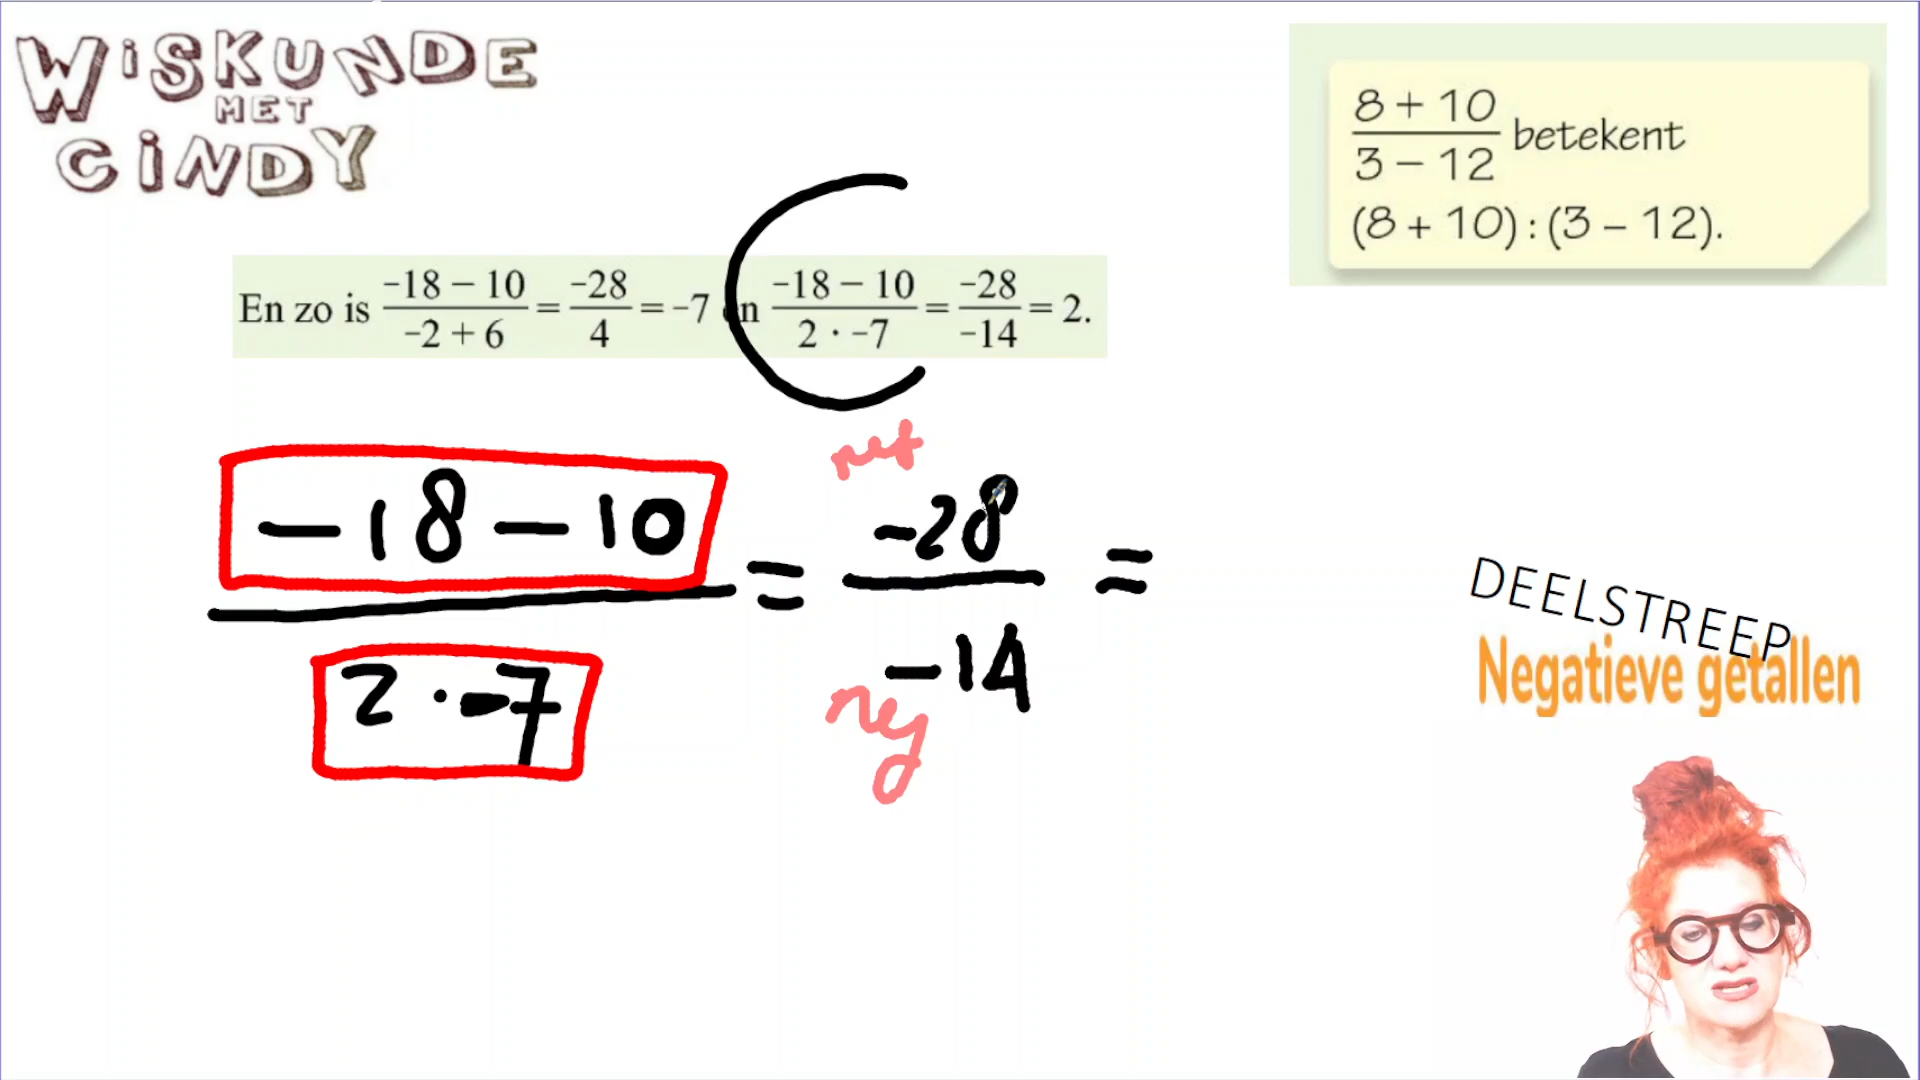 WiSKUNDE
MET
CiNDY
8 + 10
3 − 12
betekent
(8 + 10) : (3 − 12).
En zo is −18 − 10 / −2 + 6 = −28 / 4 = −7 en −18 − 10 / 2 · −7 = −28 / −14 = 2.
neg
−18 − 10 / 2 · −7 = −28 / −14 =
neg
DEELSTREEP
Negatieve getallen